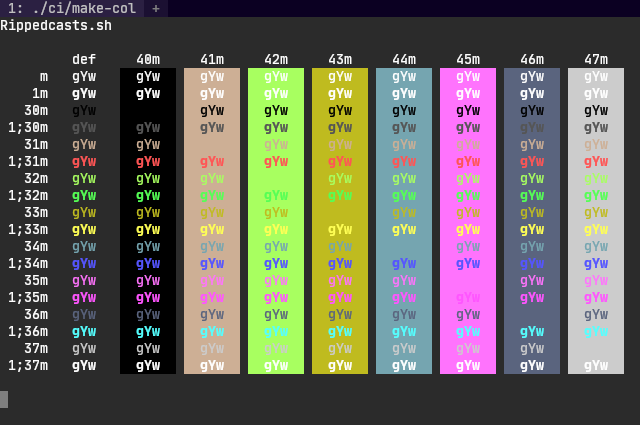 1: ./ci/make-col +
Rippedcasts.sh
def 40m 41m 42m 43m 44m 45m 46m 47m
m gYw gYw gYw gYw gYw gYw gYw gYw gYw
1m gYw gYw gYw gYw gYw gYw gYw gYw gYw
30m gYw gYw gYw gYw gYw gYw gYw gYw
1;30m gYw gYw gYw gYw gYw gYw gYw gYw gYw
31m gYw gYw gYw gYw gYw gYw gYw gYw
1;31m gYw gYw gYw gYw gYw gYw gYw gYw gYw
32m gYw gYw gYw gYw gYw gYw gYw gYw
1;32m gYw gYw gYw gYw gYw gYw gYw gYw gYw
33m gYw gYw gYw gYw gYw gYw gYw gYw
1;33m gYw gYw gYw gYw gYw gYw gYw gYw gYw
34m gYw gYw gYw gYw gYw gYw gYw gYw
1;34m gYw gYw gYw gYw gYw gYw gYw gYw gYw
35m gYw gYw gYw gYw gYw gYw gYw gYw
1;35m gYw gYw gYw gYw gYw gYw gYw gYw gYw
36m gYw gYw gYw gYw gYw gYw gYw gYw
1;36m gYw gYw gYw gYw gYw gYw gYw gYw gYw
37m gYw gYw gYw gYw gYw gYw gYw gYw
1;37m gYw gYw gYw gYw gYw gYw gYw gYw gYw